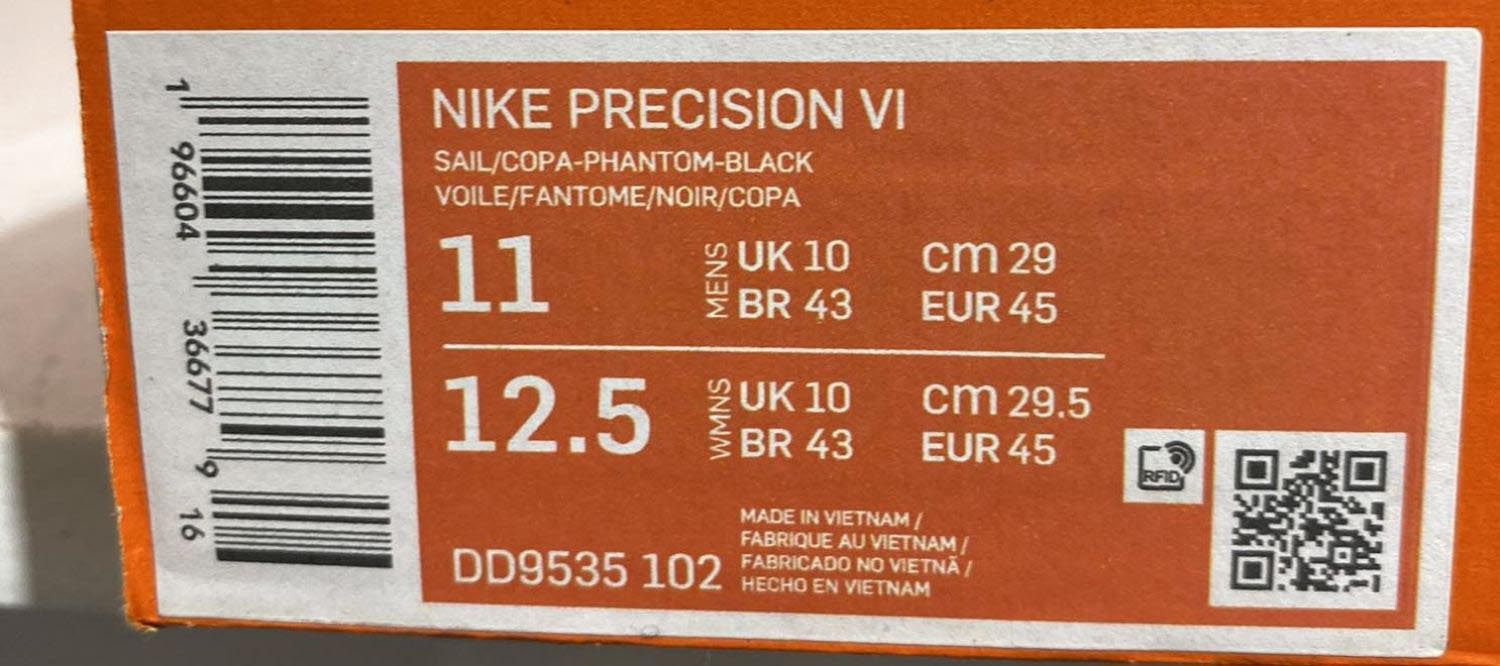 1 96604 36677 9 16
NIKE PRECISION VI
SAIL/COPA-PHANTOM-BLACK
VOILE/FANTOME/NOIR/COPA
11 MENS UK 10 cm 29
BR 43 EUR 45
12.5 WMNS UK 10 cm 29.5
BR 43 EUR 45
RFID
MADE IN VIETNAM /
FABRIQUE AU VIETNAM /
FABRICADO NO VIETNÃ /
HECHO EN VIETNAM
DD9535 102